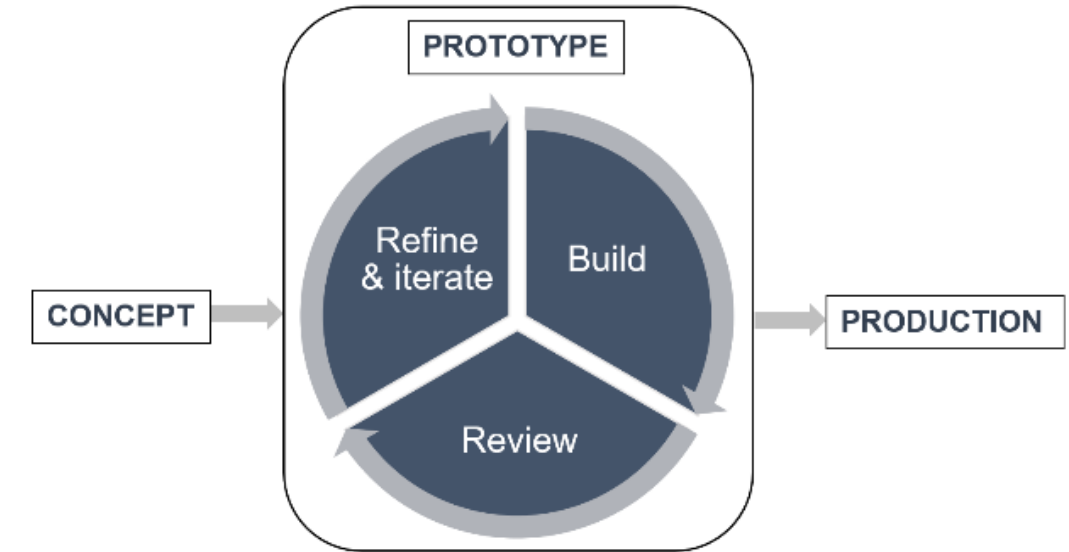 PROTOTYPE
Refine
& iterate
Build
CONCEPT
PRODUCTION
Review